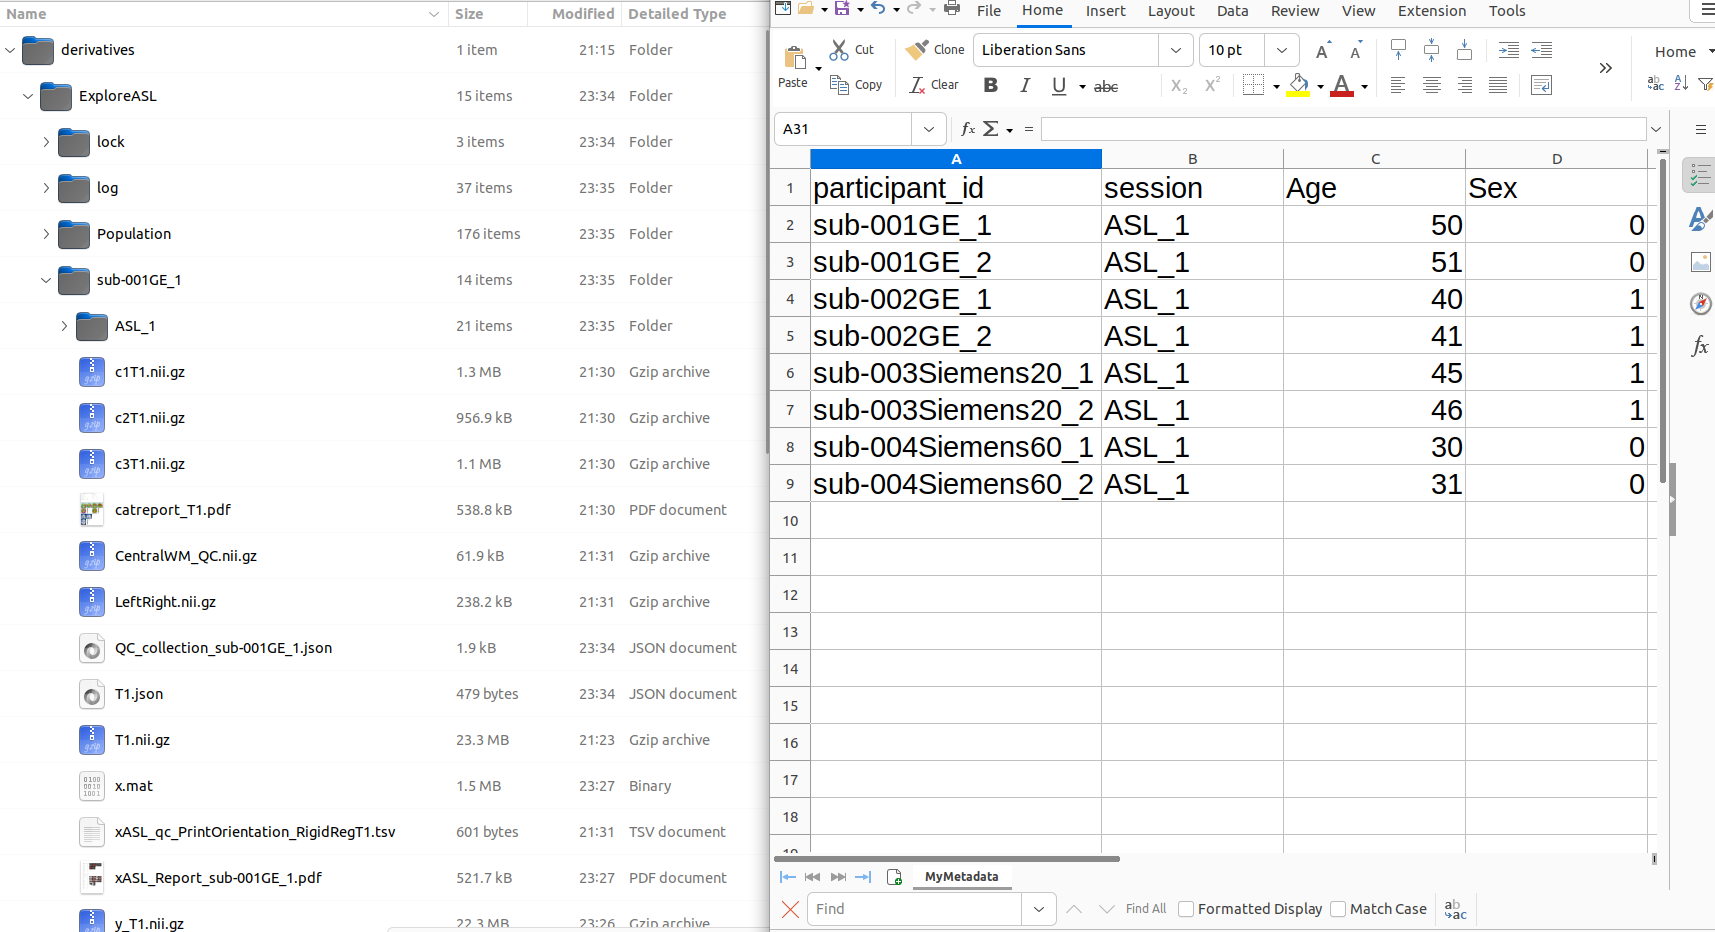 Name Size Modified Detailed Type
derivatives 1 item 21:15 Folder
ExploreASL 15 items 23:34 Folder
lock 3 items 23:34 Folder
log 37 items 23:35 Folder
Population 176 items 23:35 Folder
sub-001GE_1 14 items 23:35 Folder
ASL_1 21 items 23:35 Folder
c1T1.nii.gz 1.3 MB 21:30 Gzip archive
c2T1.nii.gz 956.9 kB 21:30 Gzip archive
c3T1.nii.gz 1.1 MB 21:30 Gzip archive
catreport_T1.pdf 538.8 kB 21:30 PDF document
CentralWM_QC.nii.gz 61.9 kB 21:31 Gzip archive
LeftRight.nii.gz 238.2 kB 21:31 Gzip archive
QC_collection_sub-001GE_1.json 1.9 kB 23:34 JSON document
T1.json 479 bytes 23:34 JSON document
T1.nii.gz 23.3 MB 21:23 Gzip archive
x.mat 1.5 MB 23:27 Binary
xASL_qc_PrintOrientation_RigidRegT1.tsv 601 bytes 21:31 TSV document
xASL_Report_sub-001GE_1.pdf 521.7 kB 23:27 PDF document
y_T1.nii.gz 22.3 MB 21:26 Gzip archive
File Home Insert Layout Data Review View Extension Tools
Paste Cut Copy Clone Clear Liberation Sans 10 pt Home
A31
A B C D
1 participant_id session Age Sex
2 sub-001GE_1 ASL_1 50 0
3 sub-001GE_2 ASL_1 51 0
4 sub-002GE_1 ASL_1 40 1
5 sub-002GE_2 ASL_1 41 1
6 sub-003Siemens20_1 ASL_1 45 1
7 sub-003Siemens20_2 ASL_1 46 1
8 sub-004Siemens60_1 ASL_1 30 0
9 sub-004Siemens60_2 ASL_1 31 0
10
11
12
13
14
15
16
17
18
MyMetadata
Find Find All Formatted Display Match Case